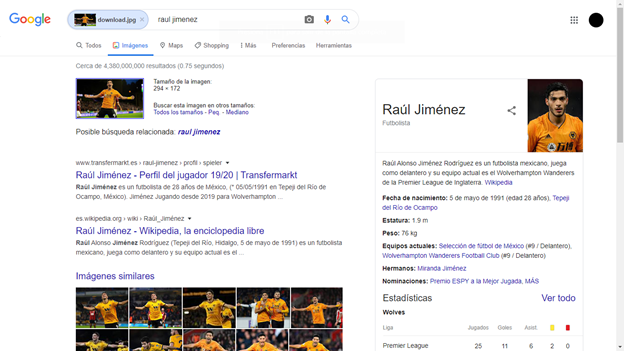 Google
download.jpg ×
raul jimenez
Todos
Imágenes
Maps
Shopping
Más
Preferencias
Herramientas
Cerca de 4,380,000,000 resultados (0.75 segundos)
Tamaño de la imagen:
294 × 172
Buscar esta imagen en otros tamaños:
Todos los tamaños - Peq. - Mediano
Posible búsqueda relacionada: raul jimenez
www.transfermarkt.es › raul-jimenez › profil › spieler
Raúl Jiménez - Perfil del jugador 19/20 | Transfermarkt
Raúl Jiménez es un futbolista de 28 años de México, (* 05/05/1991 en Tepeji del Río de
Ocampo, México). Jiménez Jugando desde 2019 para Wolverhampton ...
es.wikipedia.org › wiki › Raúl_Jiménez
Raúl Jiménez - Wikipedia, la enciclopedia libre
Raúl Alonso Jiménez Rodríguez (Tepeji del Río, Hidalgo, 5 de mayo de 1991) es un futbolista
mexicano, juega como delantero y su equipo actual es el ...
Imágenes similares
Raúl Jiménez
Futbolista
Raúl Alonso Jiménez Rodríguez es un futbolista mexicano, juega
como delantero y su equipo actual es el Wolverhampton Wanderers
de la Premier League de Inglaterra. Wikipedia
Fecha de nacimiento: 5 de mayo de 1991 (edad 28 años), Tepeji
del Río de Ocampo
Estatura: 1.9 m
Peso: 76 kg
Equipos actuales: Selección de fútbol de México (#9 / Delantero),
Wolverhampton Wanderers Football Club (#9 / Delantero)
Hermanos: Miranda Jiménez
Nominaciones: Premio ESPY a la Mejor Jugada, MÁS
Estadísticas
Ver todo
Wolves
Liga Jugados Goles Asist.
Premier League 25 11 6 2 0